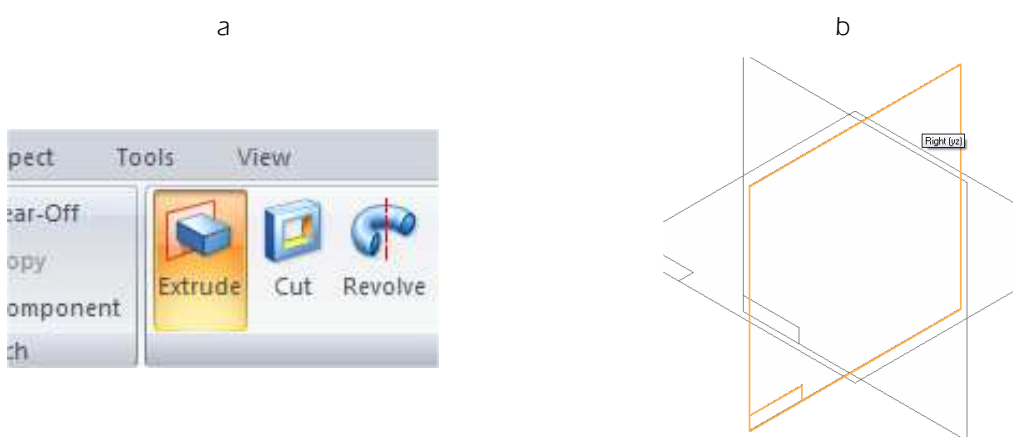 a
b
pect Tools View
ear-Off
opy
omponent
ch
Extrude Cut Revolve
Right (yz)